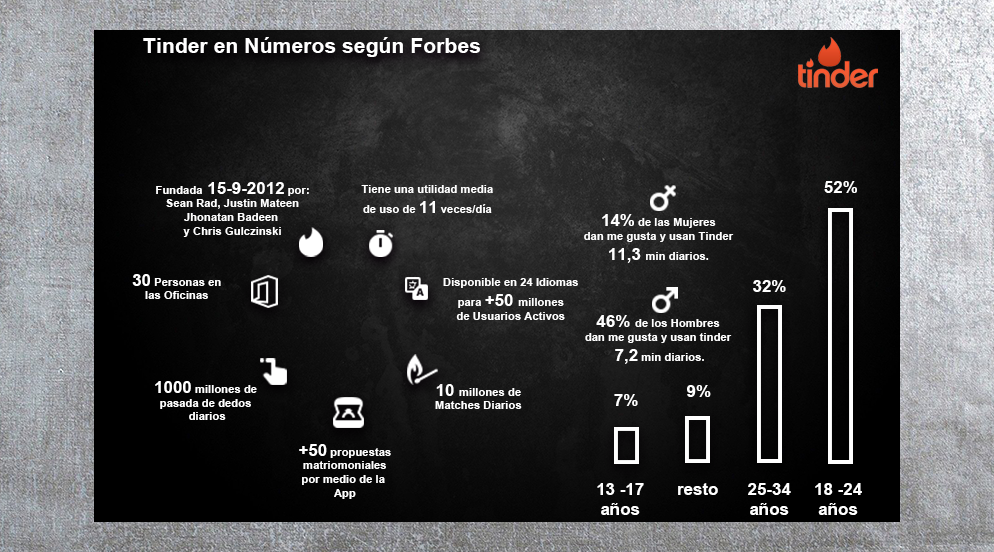 Tinder en Números según Forbes
tinder
Fundada 15-9-2012 por:
Sean Rad, Justin Mateen
Jhonatan Badeen
y Chris Gulczinski
Tiene una utilidad media
de uso de 11 veces/día
30 Personas en
las Oficinas
Disponible en 24 Idiomas
para +50 millones
de Usuarios Activos
1000 millones de
pasada de dedos
diarios
10 millones de
Matches Diarios
+50 propuestas
matriomoniales
por medio de la
App
14% de las Mujeres
dan me gusta y usan Tinder
11,3 min diarios.
46% de los Hombres
dan me gusta y usan tinder
7,2 min diarios.
7%
9%
32%
52%
13 -17
años
resto
25-34
años
18 -24
años